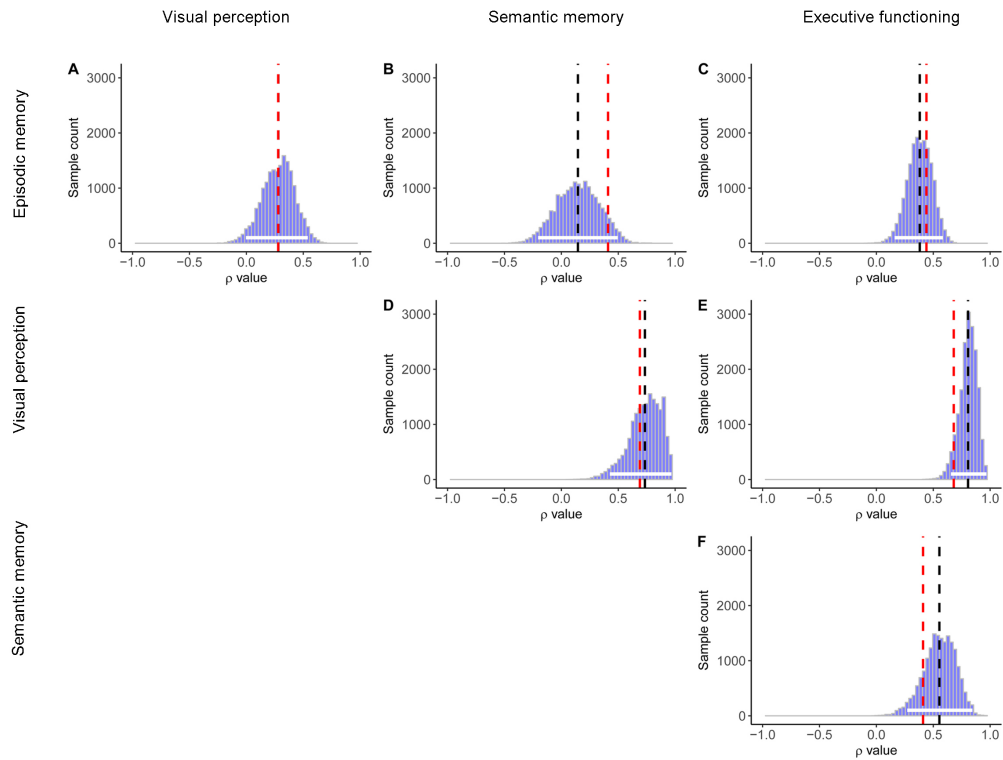 Visual perception
Semantic memory
Executive functioning
Episodic memory
A
3000
2000
1000
0
Sample count
−1.0 −0.5 0.0 0.5 1.0
ρ value
B
3000
2000
1000
0
Sample count
−1.0 −0.5 0.0 0.5 1.0
ρ value
C
3000
2000
1000
0
Sample count
−1.0 −0.5 0.0 0.5 1.0
ρ value
Visual perception
D
3000
2000
1000
0
Sample count
−1.0 −0.5 0.0 0.5 1.0
ρ value
E
3000
2000
1000
0
Sample count
−1.0 −0.5 0.0 0.5 1.0
ρ value
Semantic memory
F
3000
2000
1000
0
Sample count
−1.0 −0.5 0.0 0.5 1.0
ρ value